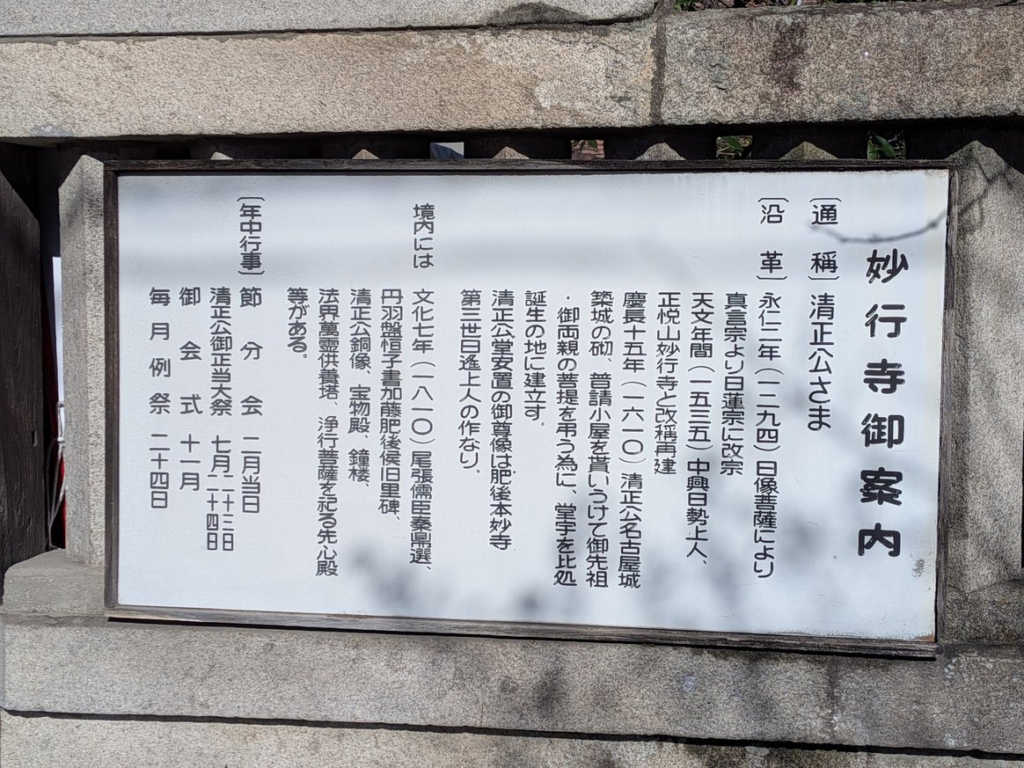 妙行寺御案内
〔通稱〕清正公さま
〔沿革〕永仁二年（一二九四）日像菩薩により
真言宗より日蓮宗に改宗
天文年間（一五三五）中興日勢上人、
正悦山妙行寺と改稱再建
慶長十五年（一六一〇）清正公名古屋城
築城の砌、普請小屋を貰いうけて御先祖
・御両親の菩提を弔う為に、堂宇を比処
誕生の地に建立す。
清正公堂安置の御尊像は肥後本妙寺
第三世日遙上人の作なり。
境内には 文化七年（一八一〇）尾張儒臣秦鼎選、
丹羽盤恒子書加藤肥後侯旧里碑、
清正公銅像、宝物殿、鐘楼、
法界萬霊供養塔、浄行菩薩を祀る先心殿
等がある。
〔年中行事〕節分会 二月当日
清正公御正当大祭 七月二十三日二十四日
御会式 十一月
毎月例祭 二十四日